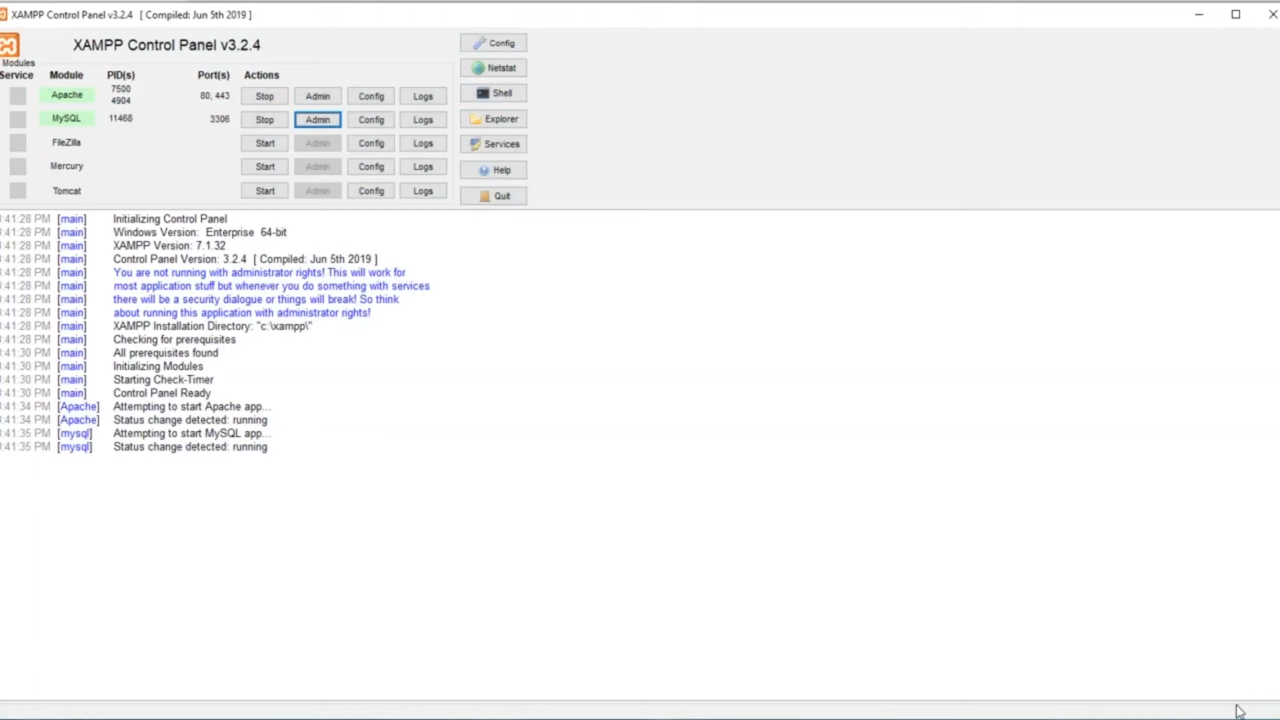 XAMPP Control Panel v3.2.4 [ Compiled: Jun 5th 2019 ]
XAMPP Control Panel v3.2.4
Config
Modules
Netstat
Service Module PID(s) Port(s) Actions
Apache 7500 4904 80, 443 Stop Admin Config Logs
Shell
MySQL 11468 3306 Stop Admin Config Logs
Explorer
FileZilla Start Admin Config Logs
Services
Mercury Start Admin Config Logs
Help
Tomcat Start Admin Config Logs
Quit
:41:28 PM [main] Initializing Control Panel
:41:28 PM [main] Windows Version: Enterprise 64-bit
:41:28 PM [main] XAMPP Version: 7.1.32
:41:28 PM [main] Control Panel Version: 3.2.4 [ Compiled: Jun 5th 2019 ]
:41:28 PM [main] You are not running with administrator rights! This will work for
:41:28 PM [main] most application stuff but whenever you do something with services
:41:28 PM [main] there will be a security dialogue or things will break! So think
:41:28 PM [main] about running this application with administrator rights!
:41:28 PM [main] XAMPP Installation Directory: "c:\xampp\"
:41:28 PM [main] Checking for prerequisites
:41:30 PM [main] All prerequisites found
:41:30 PM [main] Initializing Modules
:41:30 PM [main] Starting Check-Timer
:41:30 PM [main] Control Panel Ready
:41:34 PM [Apache] Attempting to start Apache app...
:41:34 PM [Apache] Status change detected: running
:41:35 PM [mysql] Attempting to start MySQL app...
:41:35 PM [mysql] Status change detected: running